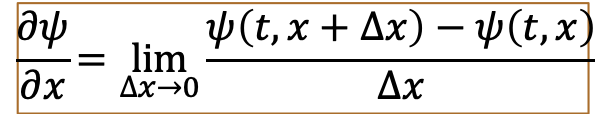 ∂ψ/∂x = lim_{Δx→0} (ψ(t, x + Δx) − ψ(t, x))/Δx